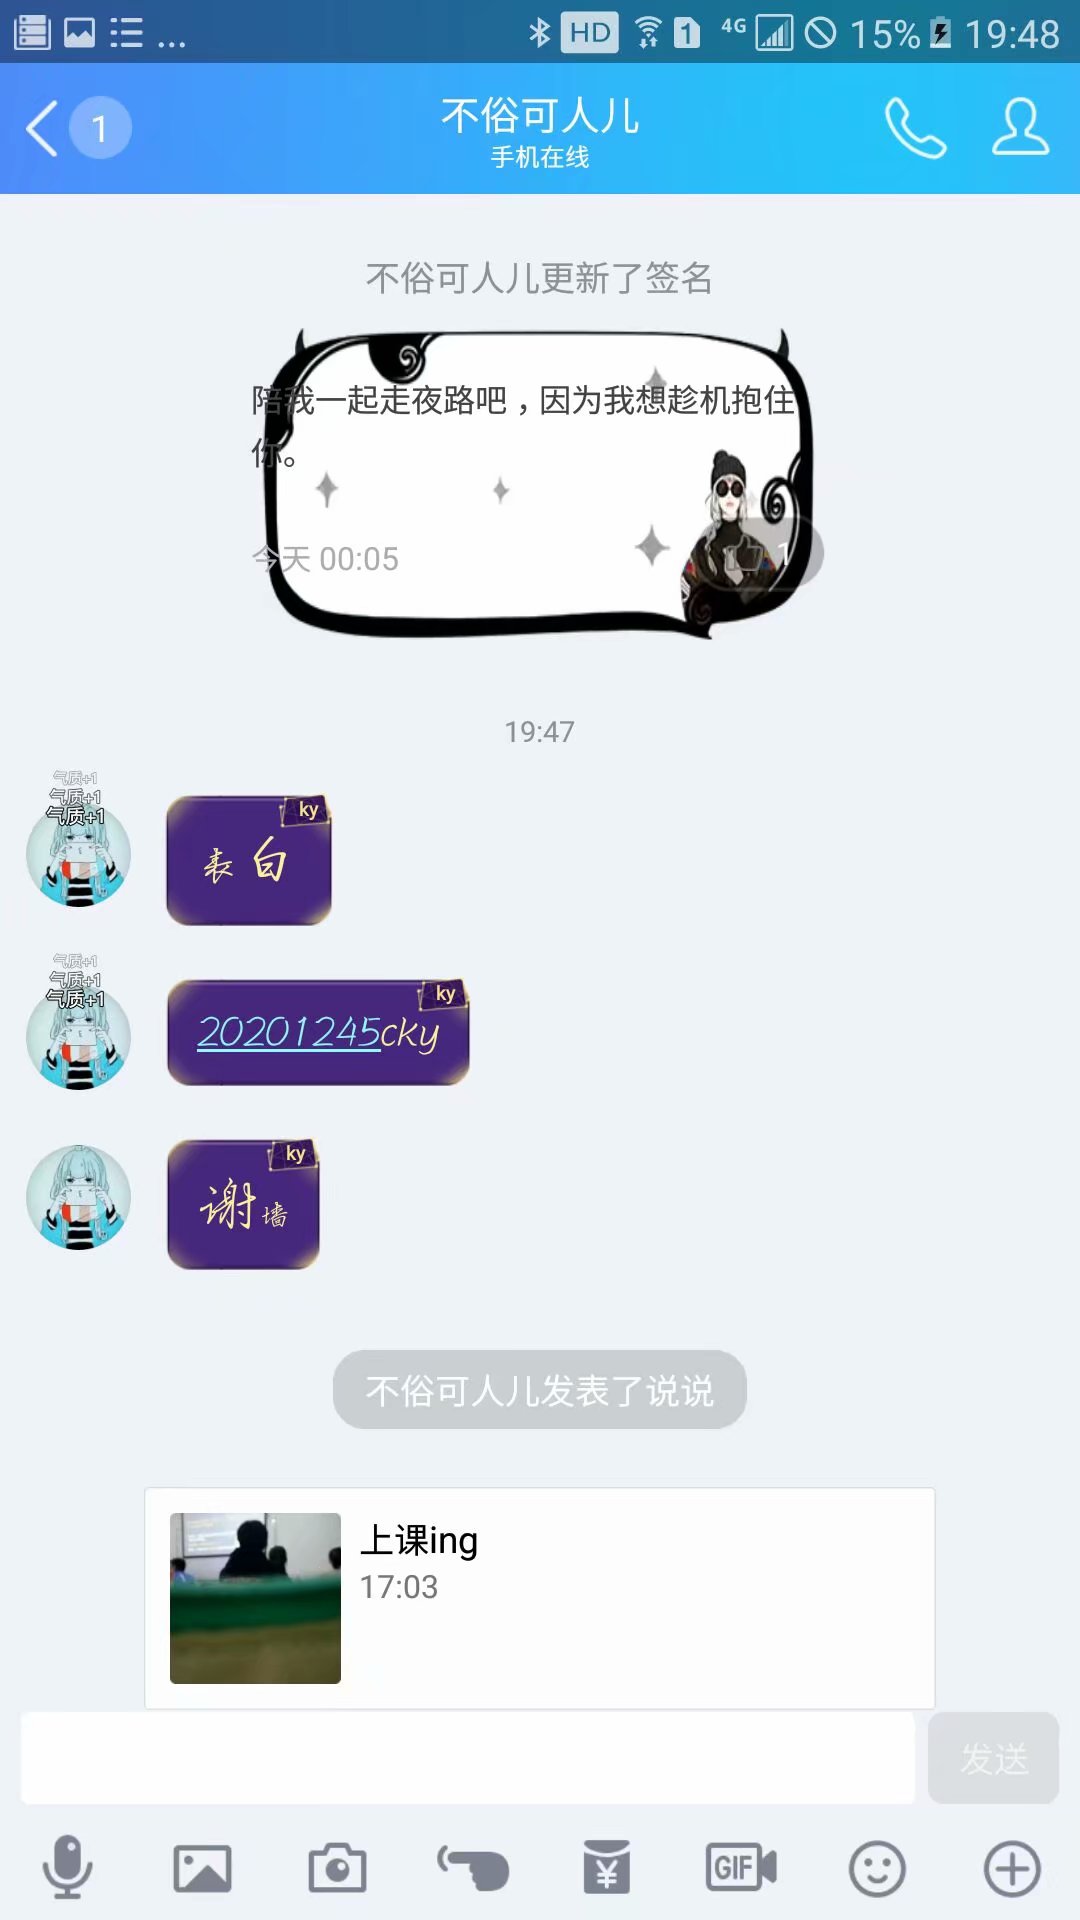 HD 1 4G 15% 19:48
1
不俗可人儿
手机在线
不俗可人儿更新了签名
陪我一起走夜路吧，因为我想趁机抱住
你。
今天 00:05
1
19:47
气质+1
气质+1
气质+1
ky
表白
气质+1
气质+1
气质+1
ky
20201245cky
ky
谢墙
不俗可人儿发表了说说
上课ing
17:03
发送
GIF